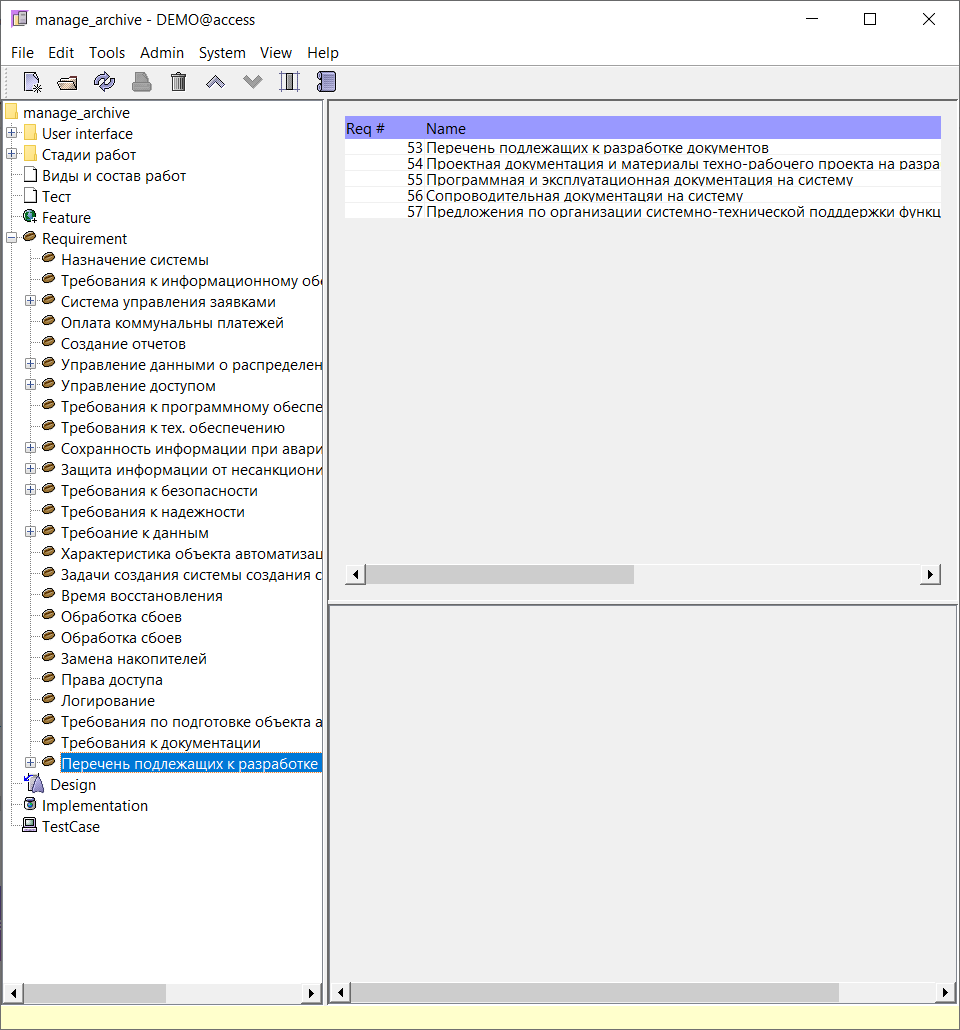 manage_archive - DEMO@access
File Edit Tools Admin System View Help
manage_archive
User interface
Стадии работ
Виды и состав работ
Тест
Feature
Requirement
Назначение системы
Требования к информационному обе
Система управления заявками
Оплата коммунальны платежей
Создание отчетов
Управление данными о распределен
Управление доступом
Требования к программному обеспе
Требования к тех. обеспечению
Сохранность информации при авари
Защита информации от несанкциони
Требования к безопасности
Требования к надежности
Требоание к данным
Характеристика объекта автоматизац
Задачи создания системы создания с
Время восстановления
Обработка сбоев
Обработка сбоев
Замена накопителей
Права доступа
Логирование
Требования по подготовке объекта а
Требования к документации
Перечень подлежащих к разработке
Design
Implementation
TestCase
Req # Name
53 Перечень подлежащих к разработке документов
54 Проектная документация и материалы техно-рабочего проекта на разра
55 Программная и эксплуатационная документация на систему
56 Сопроводительная документацяи на систему
57 Предложения по организации системно-технической подддержки функц